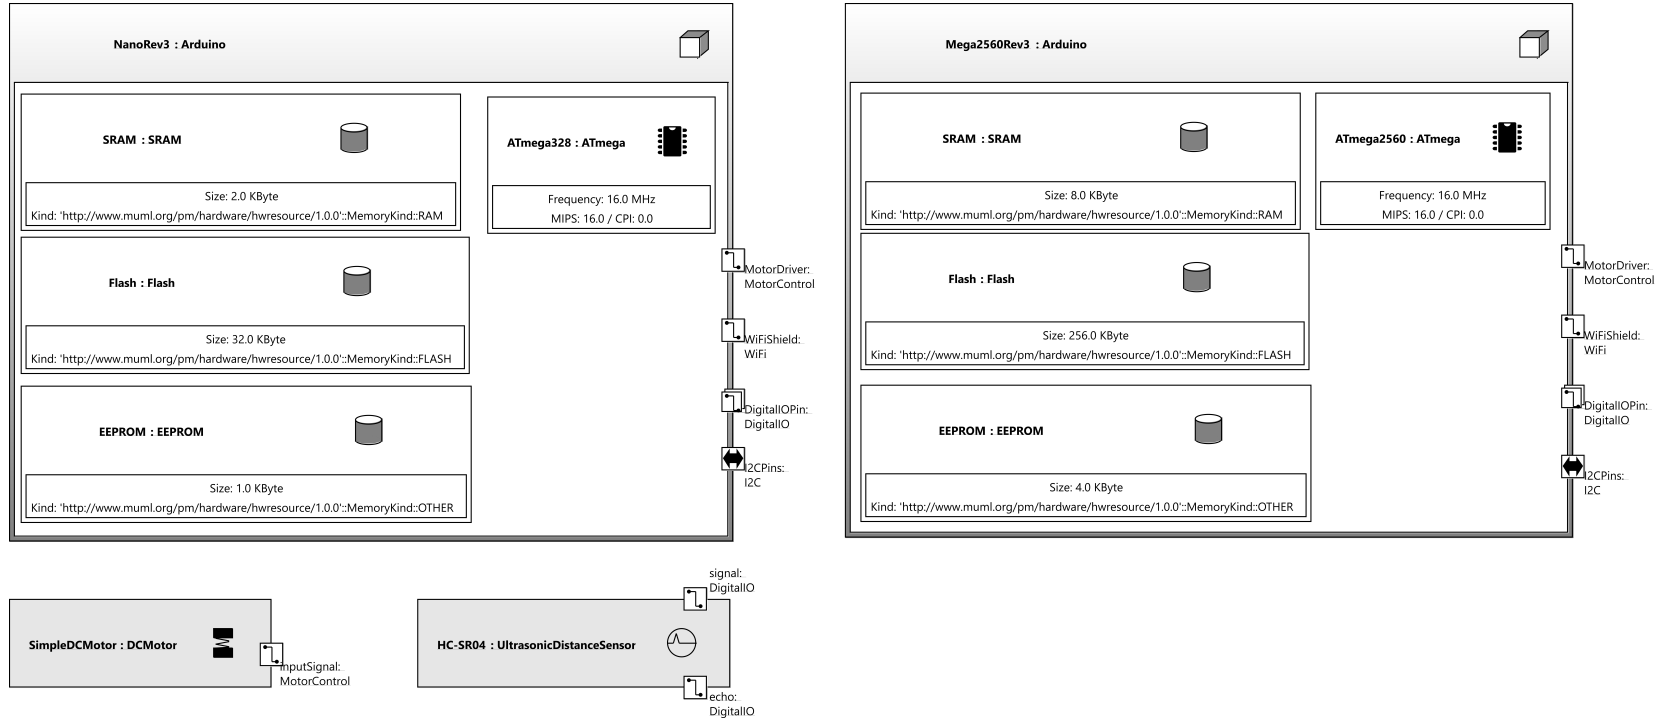 NanoRev3 : Arduino
SRAM : SRAM
Size: 2.0 KByte
Kind: 'http://www.muml.org/pm/hardware/hwresource/1.0.0'::MemoryKind::RAM
ATmega328 : ATmega
Frequency: 16.0 MHz
MIPS: 16.0 / CPI: 0.0
Flash : Flash
Size: 32.0 KByte
Kind: 'http://www.muml.org/pm/hardware/hwresource/1.0.0'::MemoryKind::FLASH
EEPROM : EEPROM
Size: 1.0 KByte
Kind: 'http://www.muml.org/pm/hardware/hwresource/1.0.0'::MemoryKind::OTHER
MotorDriver:
MotorControl
WiFiShield:
WiFi
DigitalIOPin:
DigitalIO
I2CPins:
I2C
Mega2560Rev3 : Arduino
SRAM : SRAM
Size: 8.0 KByte
Kind: 'http://www.muml.org/pm/hardware/hwresource/1.0.0'::MemoryKind::RAM
ATmega2560 : ATmega
Frequency: 16.0 MHz
MIPS: 16.0 / CPI: 0.0
Flash : Flash
Size: 256.0 KByte
Kind: 'http://www.muml.org/pm/hardware/hwresource/1.0.0'::MemoryKind::FLASH
EEPROM : EEPROM
Size: 4.0 KByte
Kind: 'http://www.muml.org/pm/hardware/hwresource/1.0.0'::MemoryKind::OTHER
MotorDriver:
MotorControl
WiFiShield:
WiFi
DigitalIOPin:
DigitalIO
I2CPins:
I2C
SimpleDCMotor : DCMotor
inputSignal:
MotorControl
signal:
DigitalIO
HC-SR04 : UltrasonicDistanceSensor
echo:
DigitalIO